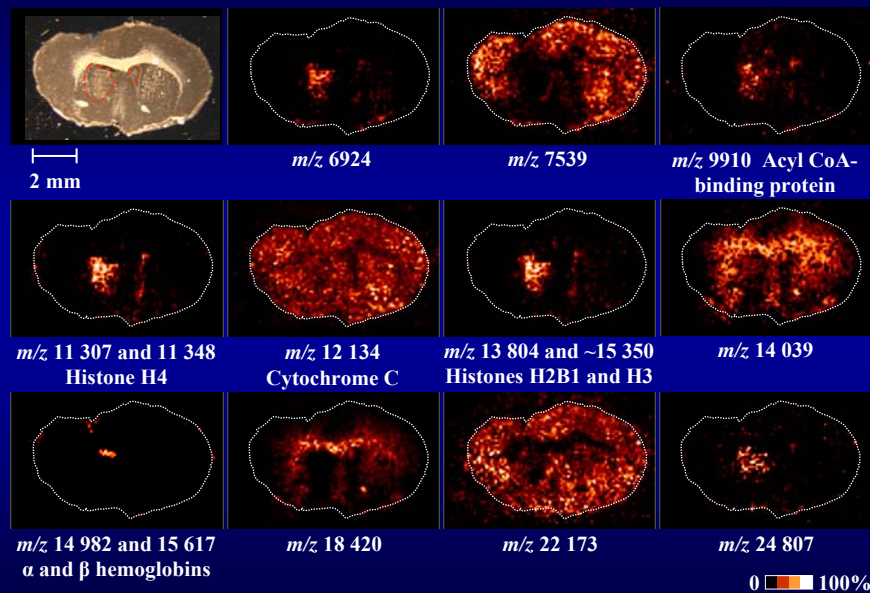 m/z 6924
m/z 7539
m/z 9910 Acyl CoA-
binding protein
2 mm
m/z 11 307 and 11 348
Histone H4
m/z 12 134
Cytochrome C
m/z 13 804 and ~15 350
Histones H2B1 and H3
m/z 14 039
m/z 14 982 and 15 617
α and β hemoglobins
m/z 18 420
m/z 22 173
m/z 24 807
0 100%